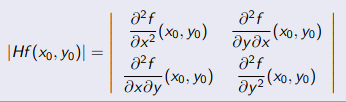 |Hf(x₀, y₀)| = | ∂²f/∂x² (x₀, y₀)   ∂²f/∂y∂x (x₀, y₀) |
| ∂²f/∂x∂y (x₀, y₀)   ∂²f/∂y² (x₀, y₀) |